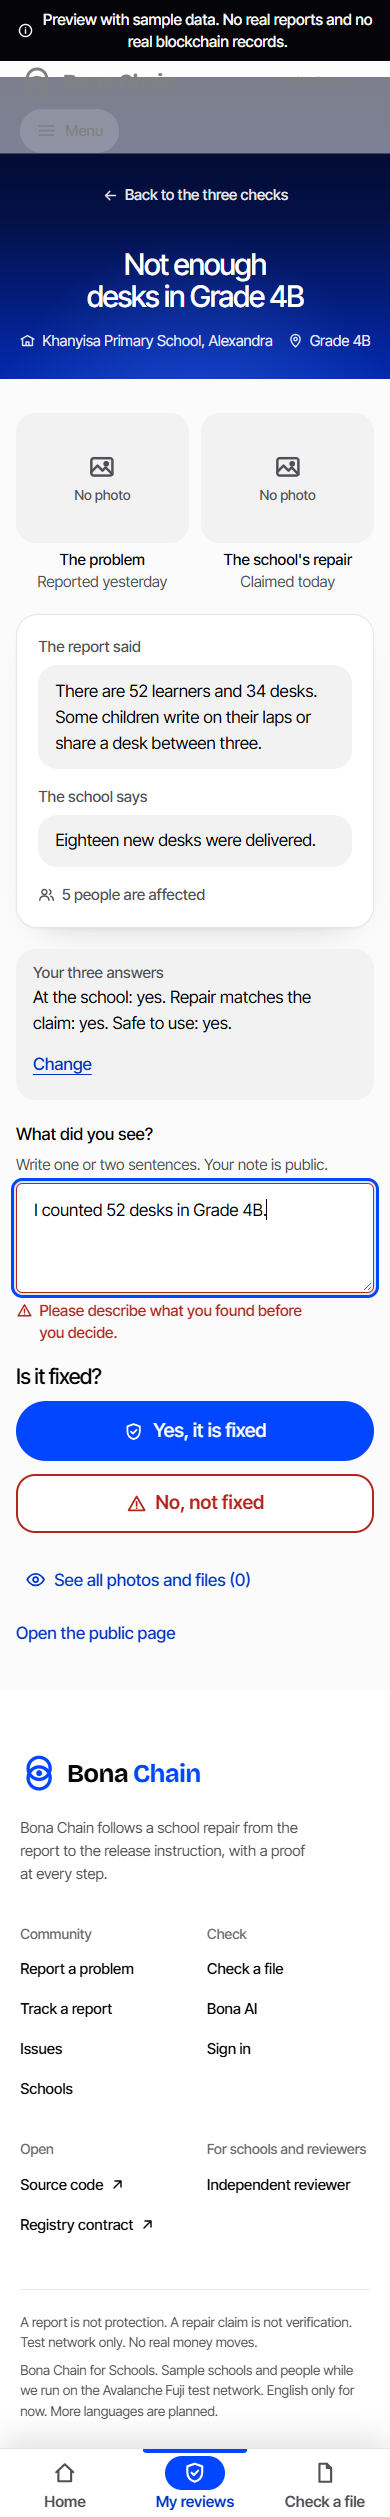 Preview with sample data. No real reports and no
real blockchain records.
Bona Chain
Menu
Back to the three checks
Not enough
desks in Grade 4B
Khanyisa Primary School, Alexandra Grade 4B
No photo No photo
The problem The school's repair
Reported yesterday Claimed today
The report said
There are 52 learners and 34 desks.
Some children write on their laps or
share a desk between three.
The school says
Eighteen new desks were delivered.
5 people are affected
Your three answers
At the school: yes. Repair matches the
claim: yes. Safe to use: yes.
Change
What did you see?
Write one or two sentences. Your note is public.
I counted 52 desks in Grade 4B.
Please describe what you found before
you decide.
Is it fixed?
Yes, it is fixed
No, not fixed
See all photos and files (0)
Open the public page
Bona Chain
Bona Chain follows a school repair from the
report to the release instruction, with a proof
at every step.
Community Check
Report a problem Check a file
Track a report Bona AI
Issues Sign in
Schools
Open For schools and reviewers
Source code Independent reviewer
Registry contract
A report is not protection. A repair claim is not verification.
Test network only. No real money moves.
Bona Chain for Schools. Sample schools and people while
we run on the Avalanche Fuji test network. English only for
now. More languages are planned.
Home My reviews Check a file